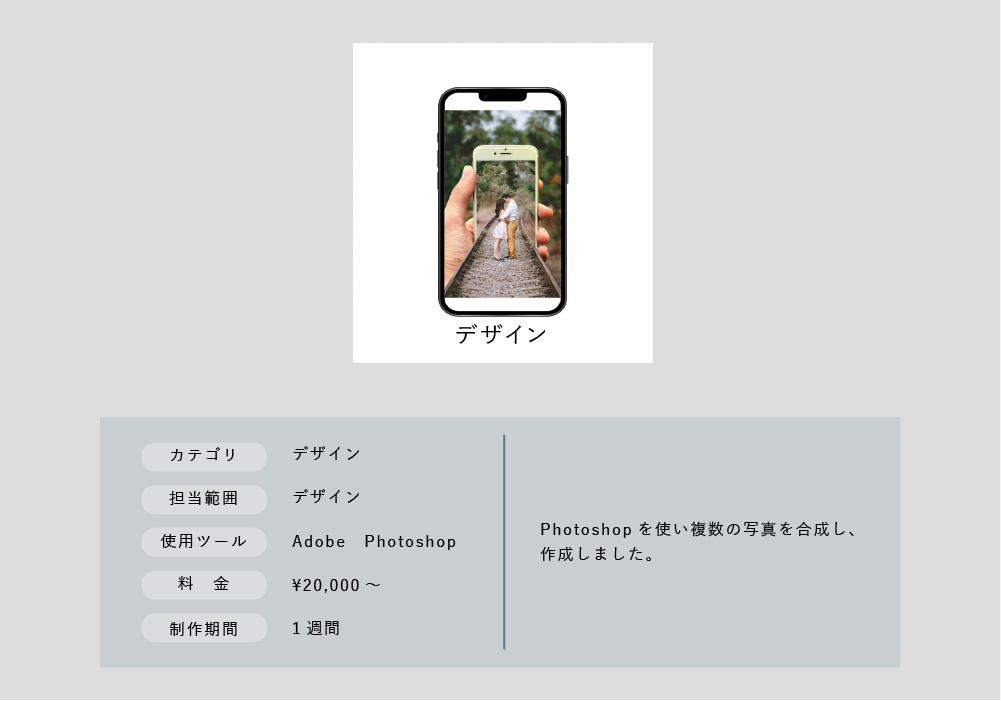 デザイン
カテゴリ デザイン
担当範囲 デザイン
使用ツール Adobe Photoshop
料 金 ¥20,000 〜
制作期間 1 週間
Photoshop を使い複数の写真を合成し、
作成しました。